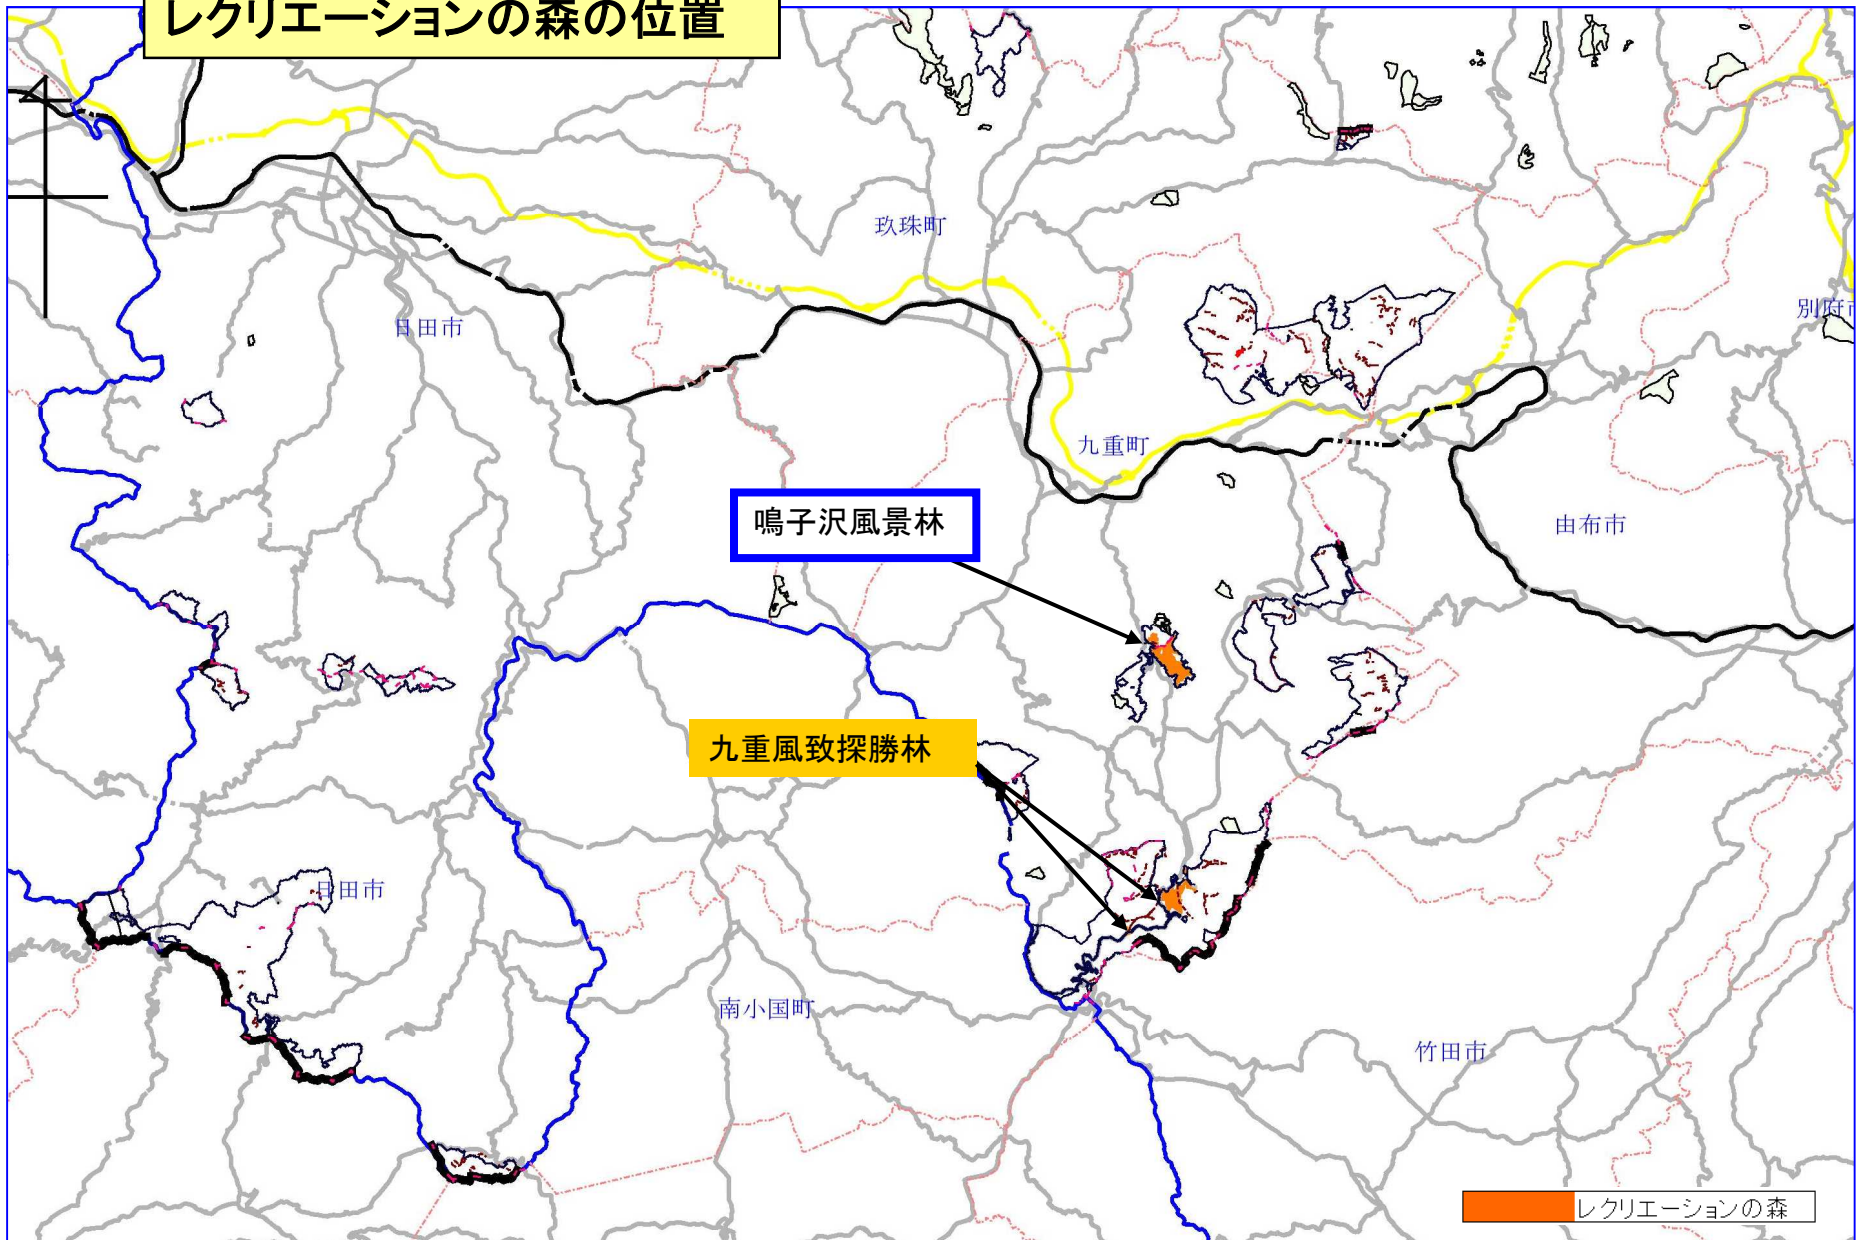 レクリエーションの森の位置
玖珠町
別府市
日田市
九重町
鳴子沢風景林
由布市
九重風致探勝林
日田市
南小国町
竹田市
レクリエーションの森